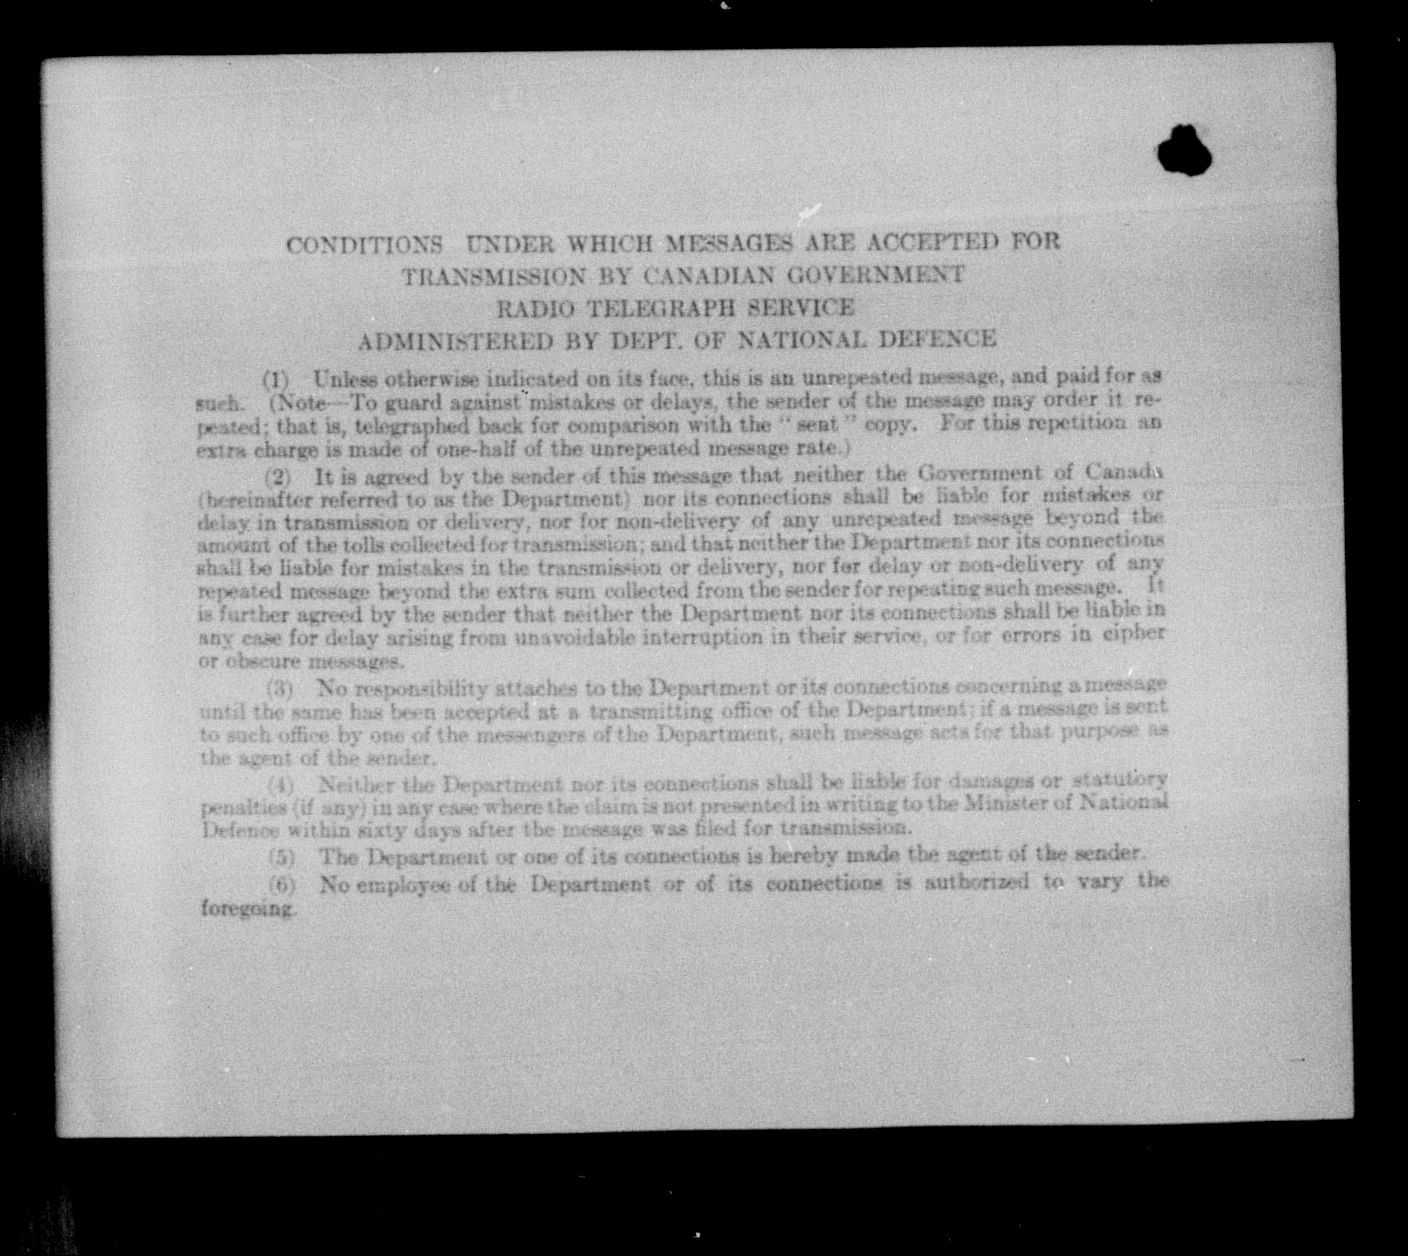 CONDITIONS UNDER WHICH MESSAGES ARE ACCEPTED FOR
TRANSMISSION BY CANADIAN GOVERNMENT
RADIO TELEGRAPH SERVICE
ADMINISTERED BY DEPT. OF NATIONAL DEFENCE
(1) Unless otherwise indicated on its face, this is an unrepeated message, and paid for as
such. (Note—To guard against mistakes or delays, the sender of the message may order it re-
peated; that is, telegraphed back for comparison with the "sent" copy. For this repetition an
extra charge is made of one-half of the unrepeated message rate.)
(2) It is agreed by the sender of this message that neither the Government of Canada
(hereinafter referred to as the Department) nor its connections shall be liable for mistakes or
delay in transmission or delivery, nor for non-delivery of any unrepeated message beyond the
amount of the tolls collected for transmission; and that neither the Department nor its connections
shall be liable for mistakes in the transmission or delivery, nor for delay or non-delivery of any
repeated message beyond the extra sum collected from the sender for repeating such message. It
is further agreed by the sender that neither the Department nor its connections shall be liable in
any case for delay arising from unavoidable interruption in their service, or for errors in cipher
or obscure messages.
(3) No responsibility attaches to the Department or its connections concerning a message
until the same has been accepted at a transmitting office of the Department; if a message is sent
to such office by one of the messengers of the Department, such message acts for that purpose as
the agent of the sender.
(4) Neither the Department nor its connections shall be liable for damages or statutory
penalties (if any) in any case where the claim is not presented in writing to the Minister of National
Defence within sixty days after the message was filed for transmission.
(5) The Department or one of its connections is hereby made the agent of the sender.
(6) No employee of the Department or of its connections is authorized to vary the
foregoing.